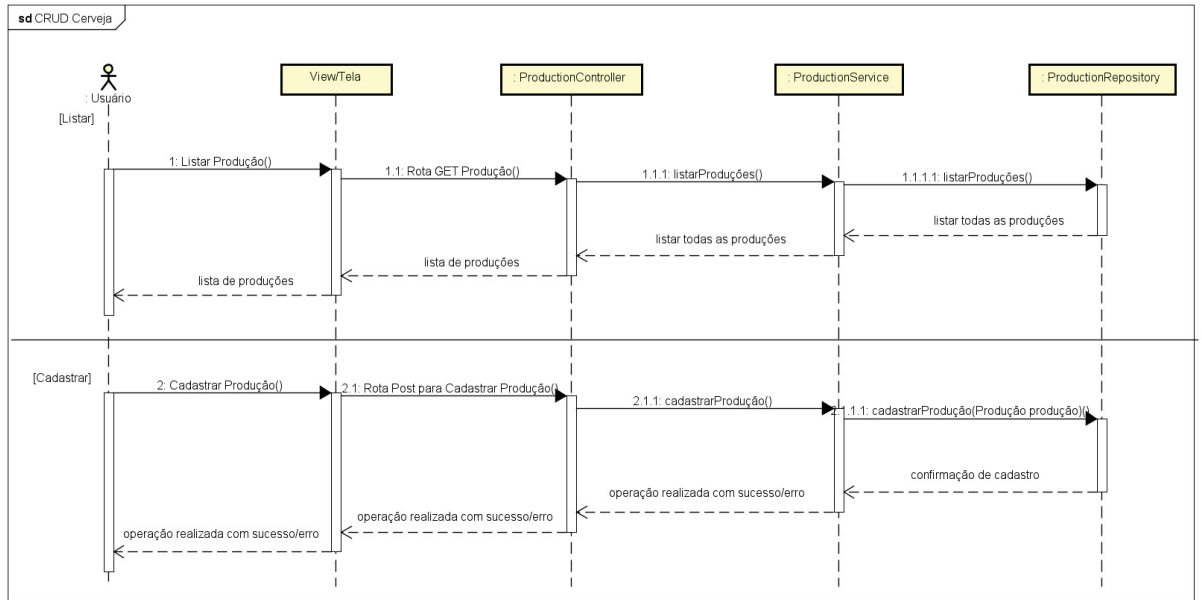 sd CRUD Cerveja
: Usuário
View/Tela
: ProductionController
: ProductionService
: ProductionRepository
[Listar]
1: Listar Produção()
1.1: Rota GET Produção()
1.1.1: listarProduções()
1.1.1.1: listarProduções()
listar todas as produções
listar todas as produções
lista de produções
lista de produções
[Cadastrar]
2: Cadastrar Produção()
2.1: Rota Post para Cadastrar Produção()
2.1.1: cadastrarProdução()
2.1.1.1: cadastrarProdução(Produção produção)()
confirmação de cadastro
operação realizada com sucesso/erro
operação realizada com sucesso/erro
operação realizada com sucesso/erro